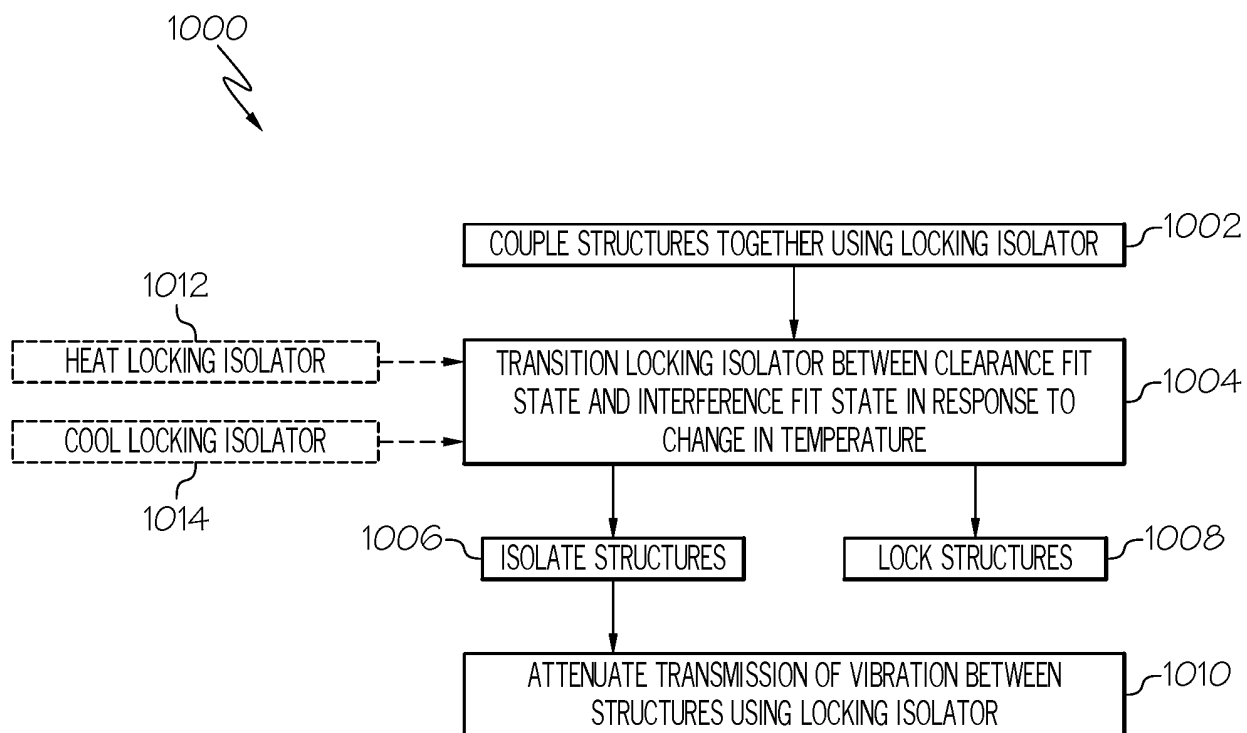 1000
COUPLE STRUCTURES TOGETHER USING LOCKING ISOLATOR
1002
1012
HEAT LOCKING ISOLATOR
TRANSITION LOCKING ISOLATOR BETWEEN CLEARANCE FIT
STATE AND INTERFERENCE FIT STATE IN RESPONSE TO
CHANGE IN TEMPERATURE
1004
COOL LOCKING ISOLATOR
1014
1006
ISOLATE STRUCTURES
LOCK STRUCTURES
1008
ATTENUATE TRANSMISSION OF VIBRATION BETWEEN
STRUCTURES USING LOCKING ISOLATOR
1010